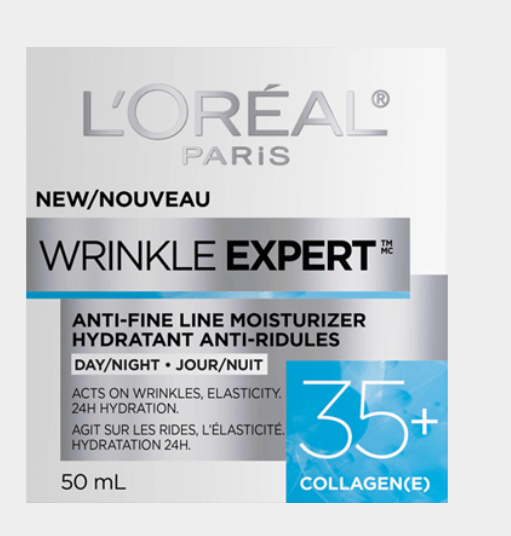 L'ORÉAL®
PARiS
NEW/NOUVEAU
WRINKLE EXPERT™ MC
ANTI-FINE LINE MOISTURIZER
HYDRATANT ANTI-RIDULES
DAY/NIGHT • JOUR/NUIT
ACTS ON WRINKLES, ELASTICITY.
24H HYDRATION.
AGIT SUR LES RIDES, L'ÉLASTICITÉ.
HYDRATATION 24H.
35+
COLLAGEN(E)
50 mL